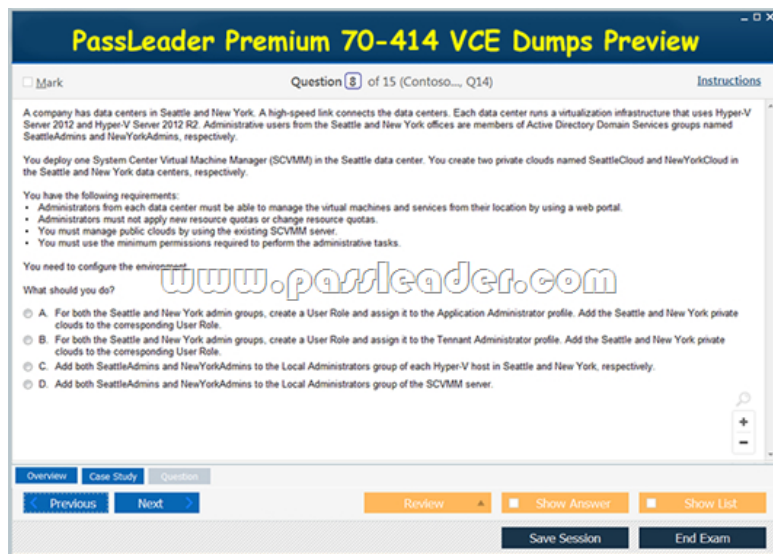 PassLeader Premium 70-414 VCE Dumps Preview
Mark
Question 8 of 15 (Contoso..., Q14)
Instructions
A company has data centers in Seattle and New York. A high-speed link connects the data centers. Each data center runs a virtualization infrastructure that uses Hyper-V
Server 2012 and Hyper-V Server 2012 R2. Administrative users from the Seattle and New York offices are members of Active Directory Domain Services groups named
SeattleAdmins and NewYorkAdmins, respectively.
You deploy one System Center Virtual Machine Manager (SCVMM) in the Seattle data center. You create two private clouds named SeattleCloud and NewYorkCloud in
the Seattle and New York data centers, respectively.
You have the following requirements:
• Administrators from each data center must be able to manage the virtual machines and services from their location by using a web portal.
• Administrators must not apply new resource quotas or change resource quotas.
• You must manage public clouds by using the existing SCVMM server.
• You must use the minimum permissions required to perform the administrative tasks.
You need to configure the environment.
www.passleader.com
What should you do?
A. For both the Seattle and New York admin groups, create a User Role and assign it to the Application Administrator profile. Add the Seattle and New York private
clouds to the corresponding User Role.
B. For both the Seattle and New York admin groups, create a User Role and assign it to the Tennant Administrator profile. Add the Seattle and New York private
clouds to the corresponding User Role.
C. Add both SeattleAdmins and NewYorkAdmins to the Local Administrators group of each Hyper-V host in Seattle and New York, respectively.
D. Add both SeattleAdmins and NewYorkAdmins to the Local Administrators group of the SCVMM server.
Overview Case Study Question
Previous Next Review Show Answer Show List
Save Session End Exam